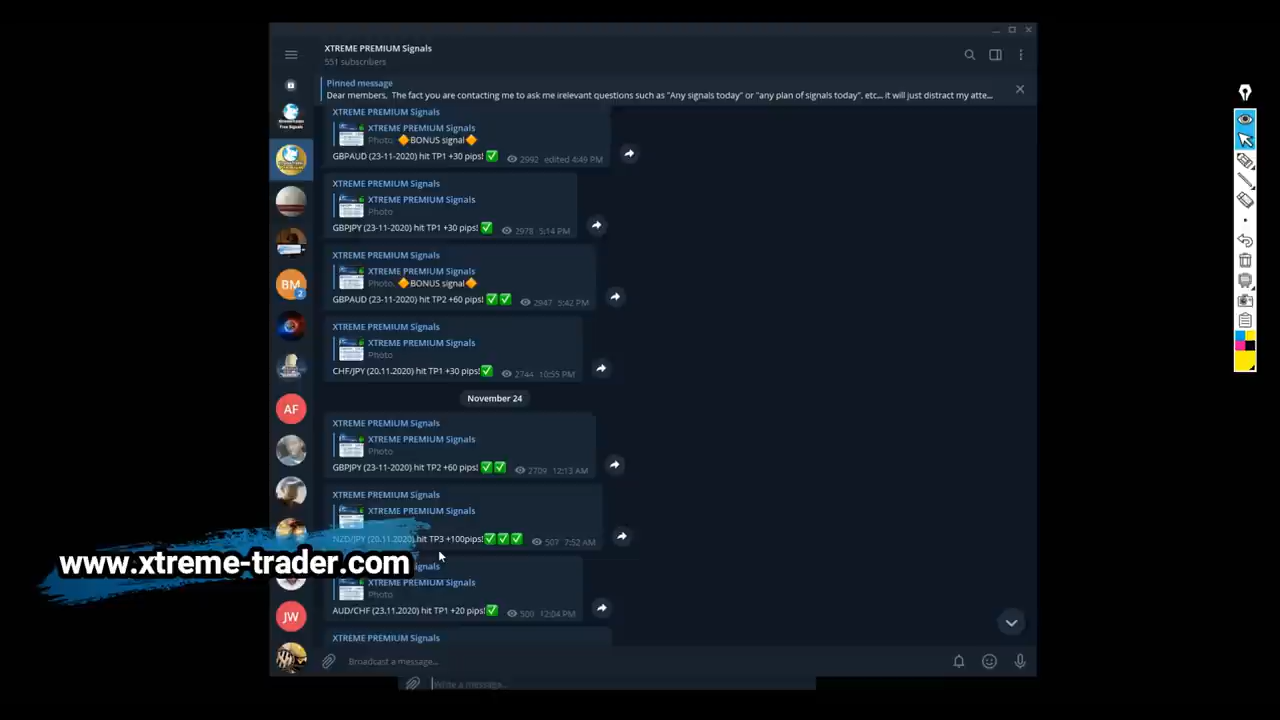 XTREME PREMIUM Signals
551 subscribers
Pinned message
Dear members, The fact you are contacting me to ask me irelevant questions such as "Any signals today" or "any plan of signals today", etc... it will just distract my atte...
XTREME PREMIUM Signals
XTREME PREMIUM Signals
Photo, 🔶BONUS signal🔶
GBPAUD (23-11-2020) hit TP1 +30 pips! ✅ 2992 edited 4:49 PM
XTREME PREMIUM Signals
XTREME PREMIUM Signals
Photo
GBPJPY (23-11-2020) hit TP1 +30 pips! ✅ 2978 5:14 PM
XTREME PREMIUM Signals
XTREME PREMIUM Signals
Photo, 🔶BONUS signal🔶
GBPAUD (23-11-2020) hit TP2 +60 pips! ✅✅ 2947 5:42 PM
XTREME PREMIUM Signals
XTREME PREMIUM Signals
Photo
CHF/JPY (20.11.2020) hit TP1 +30 pips!✅ 2744 10:55 PM
November 24
XTREME PREMIUM Signals
XTREME PREMIUM Signals
Photo
GBPJPY (23-11-2020) hit TP2 +60 pips! ✅✅ 2709 12:13 AM
XTREME PREMIUM Signals
XTREME PREMIUM Signals
NZD/JPY (20.11.2020) hit TP3 +100pips!✅✅✅ 507 7:52 AM
www.xtreme-trader.com
gnals
XTREME PREMIUM Signals
Photo
AUD/CHF (23.11.2020) hit TP1 +20 pips!✅ 500 12:04 PM
XTREME PREMIUM Signals
Broadcast a message...
Write a message...
BM
2
AF
JW